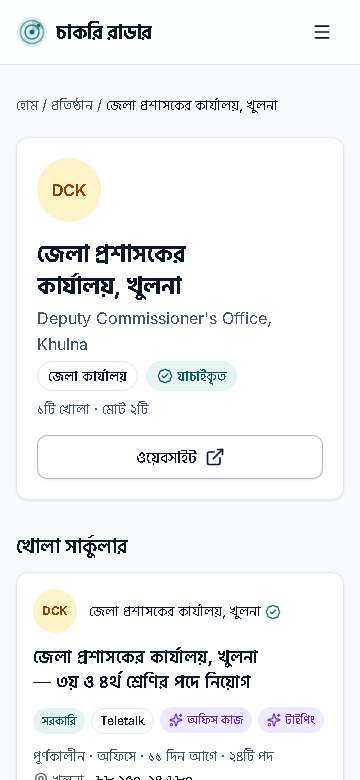 চাকরি রাডার
হোম / প্রতিষ্ঠান / জেলা প্রশাসকের কার্যালয়, খুলনা
DCK
জেলা প্রশাসকের
কার্যালয়, খুলনা
Deputy Commissioner's Office,
Khulna
জেলা কার্যালয় যাচাইকৃত
১টি খোলা · মোট ২টি
ওয়েবসাইট
খোলা সার্কুলার
DCK জেলা প্রশাসকের কার্যালয়, খুলনা
জেলা প্রশাসকের কার্যালয়, খুলনা
— ৩য় ও ৪র্থ শ্রেণির পদে নিয়োগ
সরকারি Teletalk অফিস কাজ টাইপিং
পূর্ণকালীন · অফিসে · ১১ দিন আগে · ২৪টি পদ